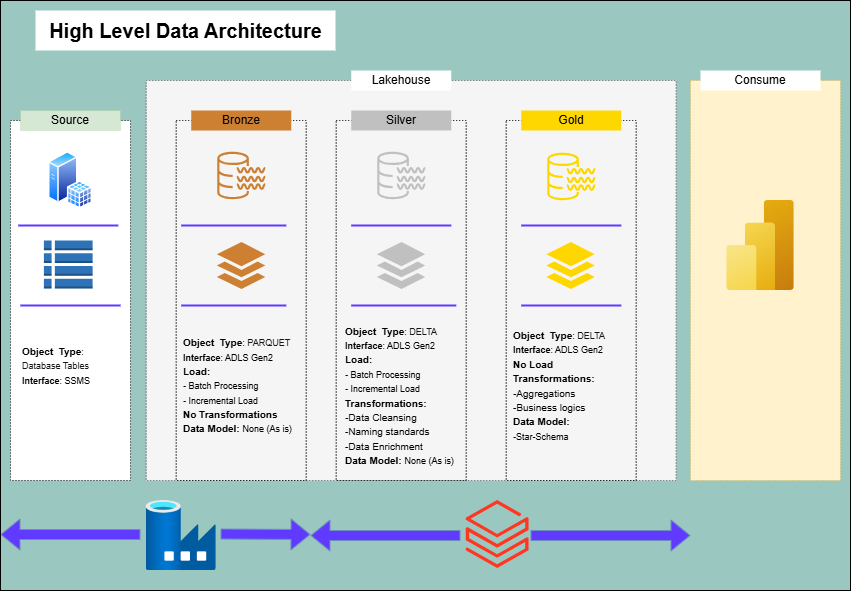 High Level Data Architecture
Lakehouse
Consume
Source
Bronze
Silver
Gold
Object Type:
Database Tables
Interface: SSMS
Object Type: PARQUET
Interface: ADLS Gen2
Load:
- Batch Processing
- Incremental Load
No Transformations
Data Model: None (As is)
Object Type: DELTA
Interface: ADLS Gen2
Load:
- Batch Processing
- Incremental Load
Transformations:
-Data Cleansing
-Naming standards
-Data Enrichment
Data Model: None (As is)
Object Type: DELTA
Interface: ADLS Gen2
No Load
Transformations:
-Aggregations
-Business logics
Data Model:
-Star-Schema